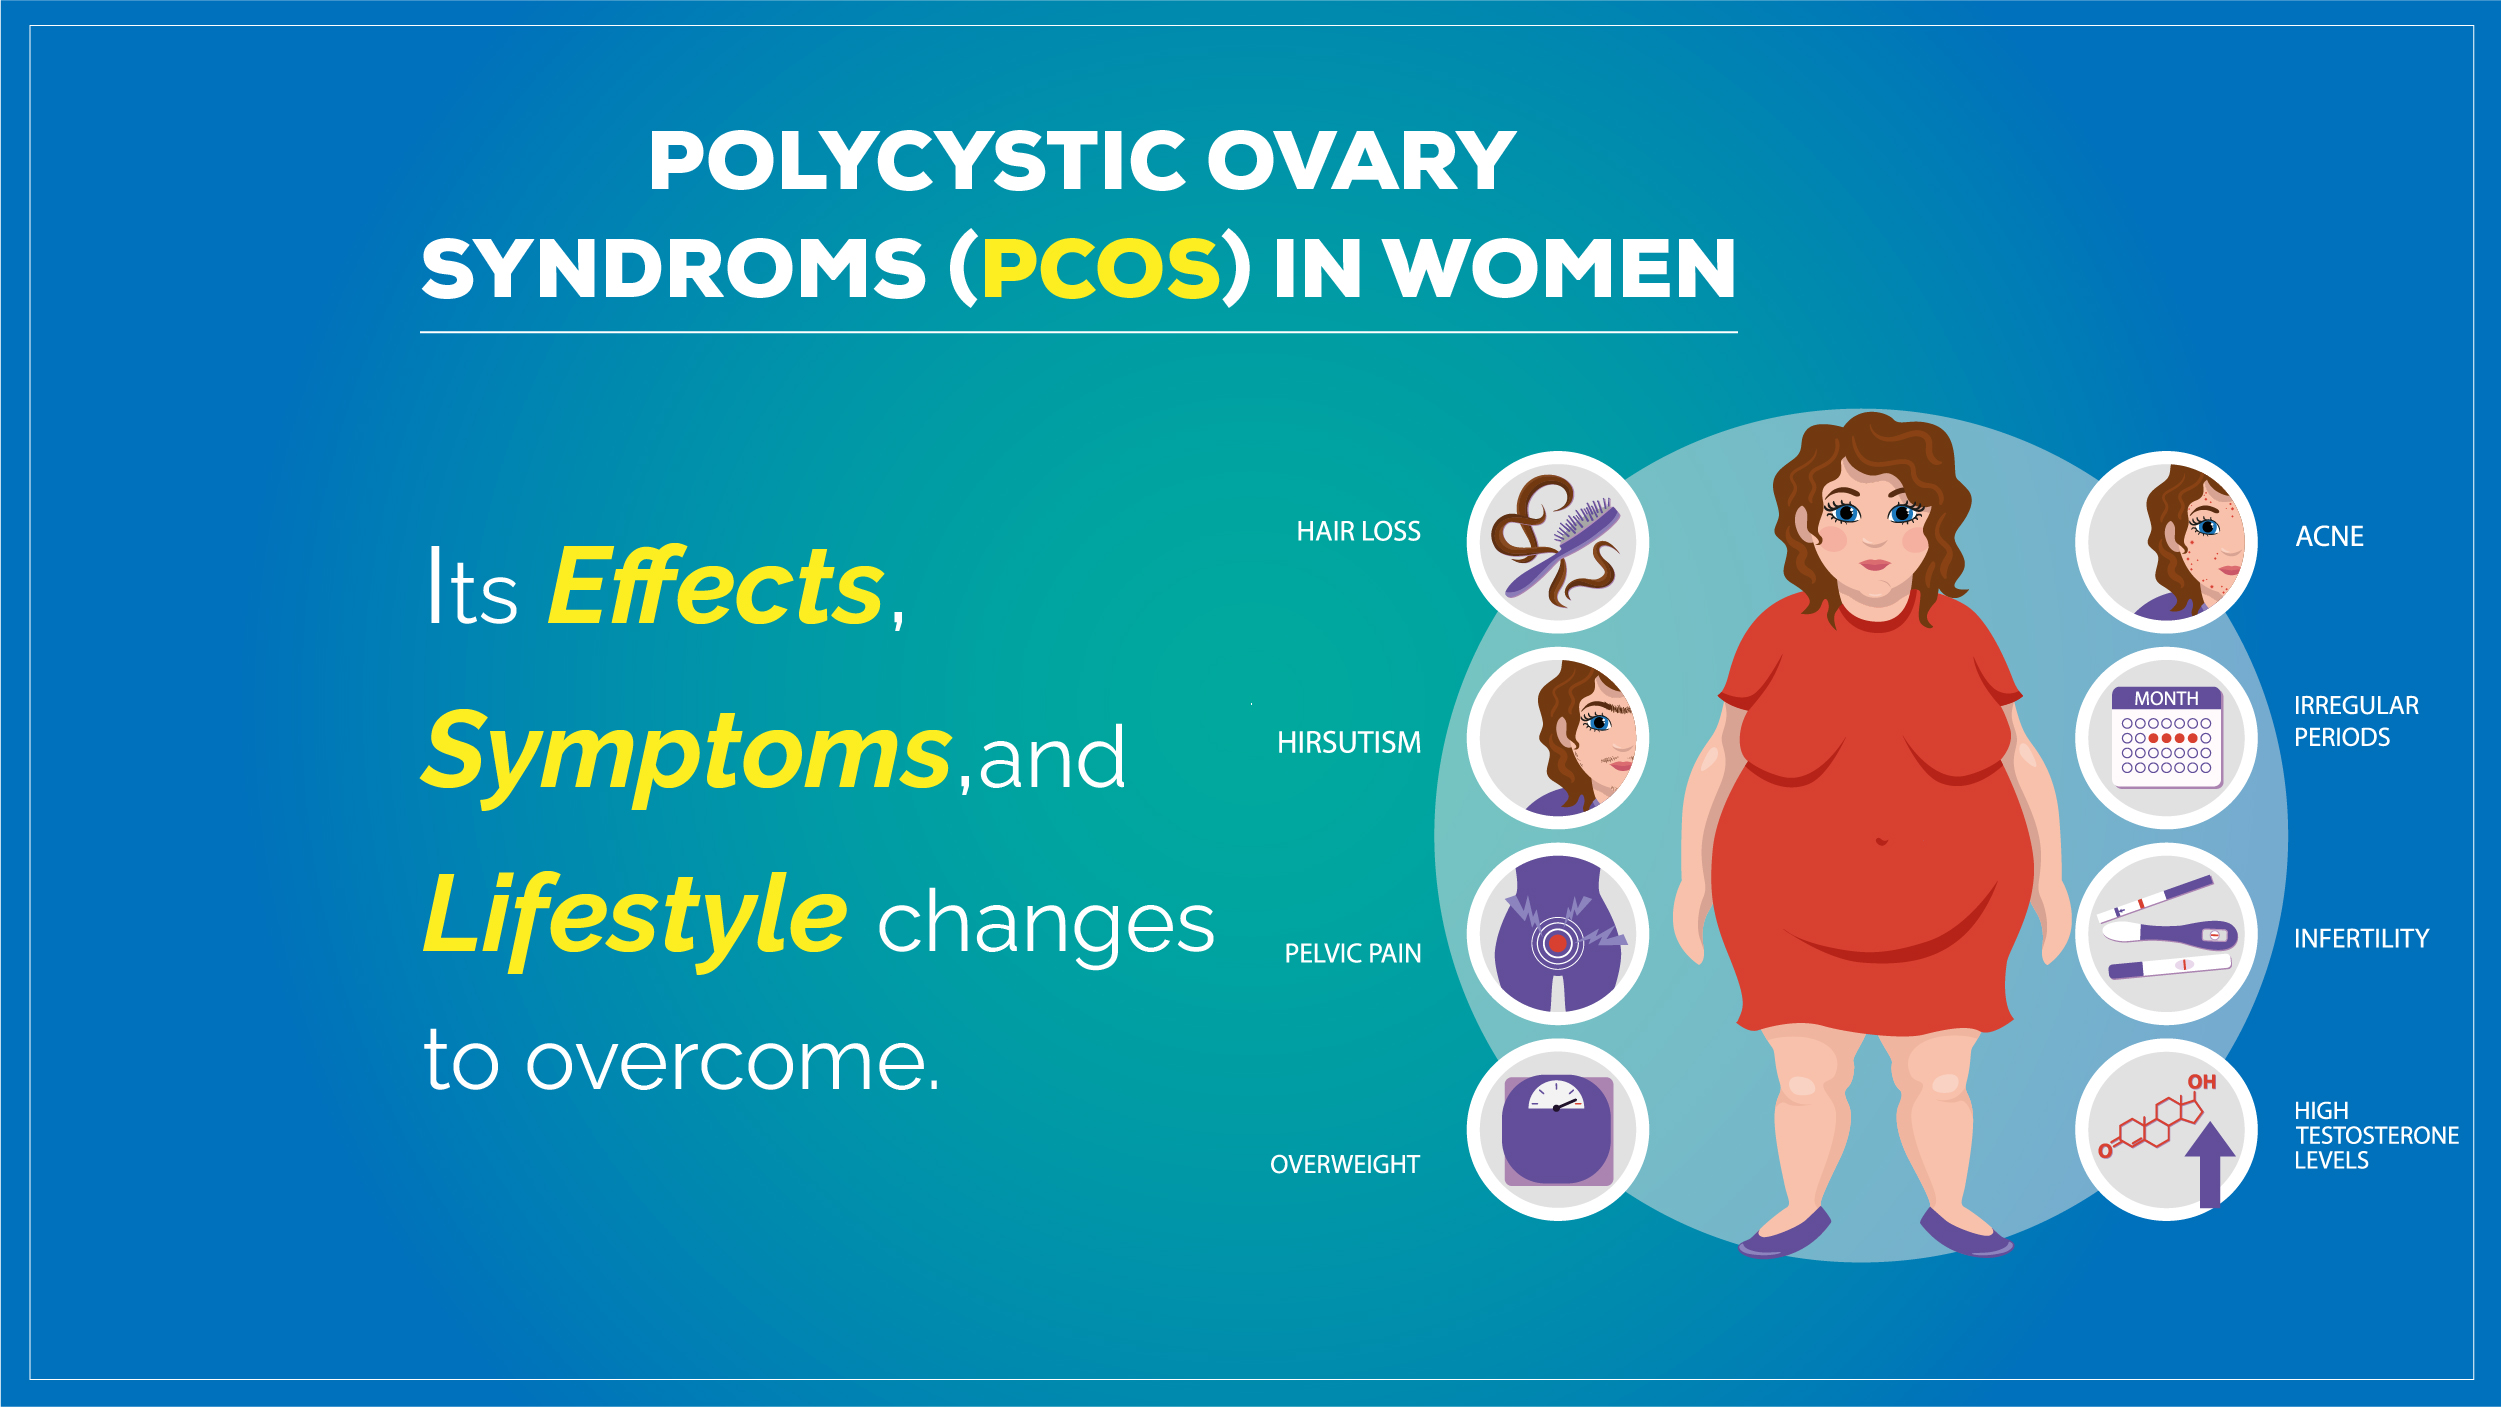 POLYCYSTIC OVARY
SYNDROMS (PCOS) IN WOMEN
Its Effects,
Symptoms,and
Lifestyle changes
to overcome.
HAIR LOSS
HIRSUTISM
PELVIC PAIN
OVERWEIGHT
ACNE
MONTH
IRREGULAR
PERIODS
INFERTILITY
OH
O
HIGH
TESTOSTERONE
LEVELS